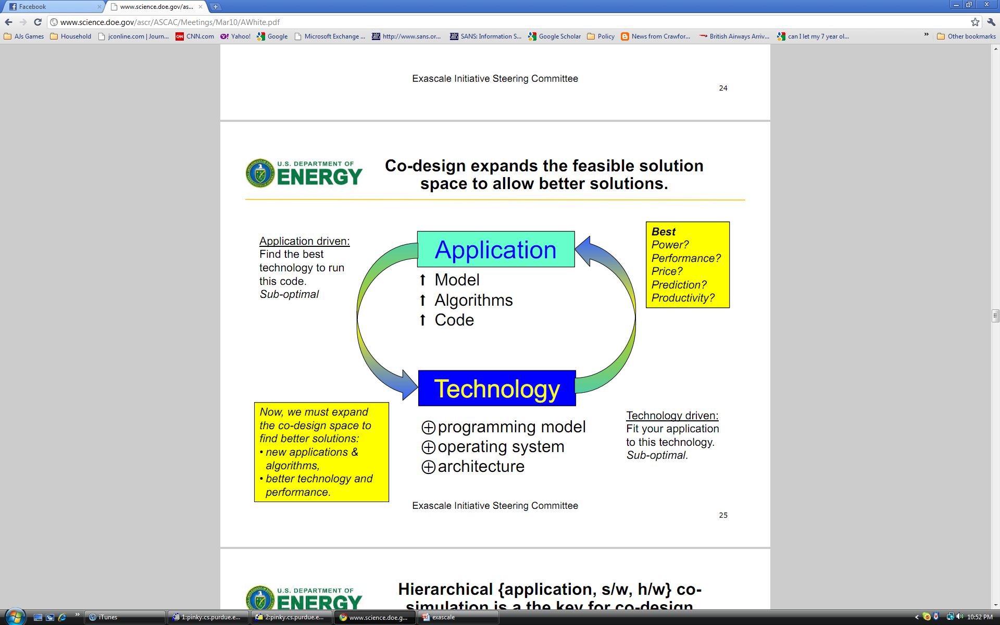 Facebook
www.science.doe.gov/as...
www.science.doe.gov/ascr/ASCAC/Meetings/Mar10/AWhite.pdf
AJs Games
Household
jconline.com | Journ...
CNN.com
Yahoo!
Google
Microsoft Exchange ...
http://www.sans.or...
SANS: Information S...
Google Scholar
Policy
News from Crawfor...
British Airways Arriv...
can I let my 7 year ol...
»
Other bookmarks
Exascale Initiative Steering Committee
24
U.S. DEPARTMENT OF
ENERGY
Co-design expands the feasible solution
space to allow better solutions.
Application driven:
Find the best
technology to run
this code.
Sub-optimal
Application
↑ Model
↑ Algorithms
↑ Code
Best
Power?
Performance?
Price?
Prediction?
Productivity?
Technology
⊕programming model
⊕operating system
⊕architecture
Now, we must expand
the co-design space to
find better solutions:
• new applications &
algorithms,
• better technology and
performance.
Technology driven:
Fit your application
to this technology.
Sub-optimal.
Exascale Initiative Steering Committee
25
U.S. DEPARTMENT OF
ENERGY
Hierarchical {application, s/w, h/w} co-
simulation is a the key for co-design
»
iTunes
1:pinky.cs.purdue.e...
2:pinky.cs.purdue.e...
www.science.doe.g...
exascale
10:52 PM